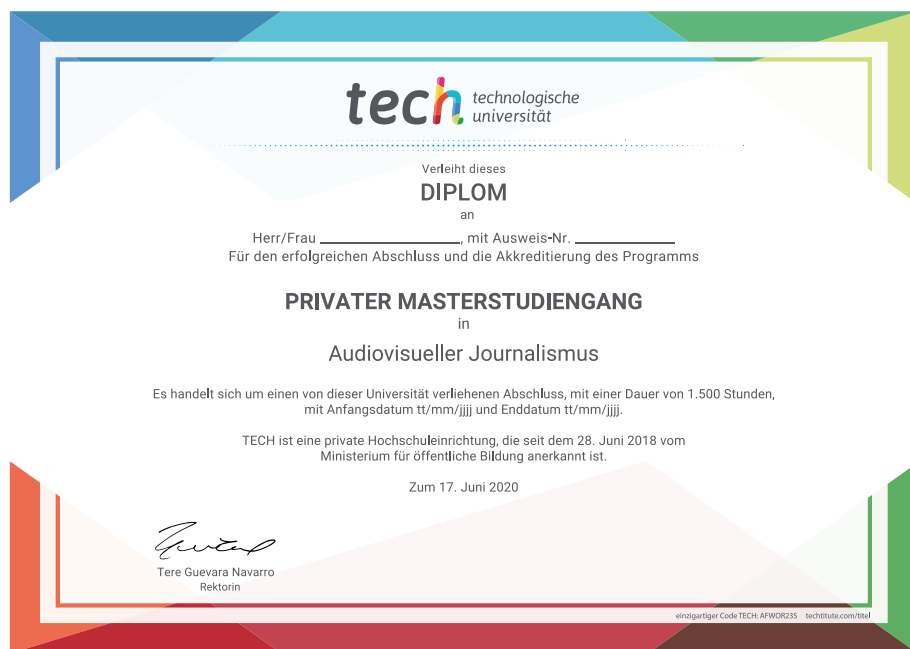 tech technologische
universität
Verleiht dieses
DIPLOM
an
Herr/Frau ____________________, mit Ausweis-Nr. ______________
Für den erfolgreichen Abschluss und die Akkreditierung des Programms
PRIVATER MASTERSTUDIENGANG
in
Audiovisueller Journalismus
Es handelt sich um einen von dieser Universität verliehenen Abschluss, mit einer Dauer von 1.500 Stunden,
mit Anfangsdatum tt/mm/jjjj und Enddatum tt/mm/jjjj.
TECH ist eine private Hochschuleinrichtung, die seit dem 28. Juni 2018 vom
Ministerium für öffentliche Bildung anerkannt ist.
Zum 17. Juni 2020
Tere Guevara Navarro
Rektorin
einzigartiger Code TECH: AFWOR23S techtitute.com/titel